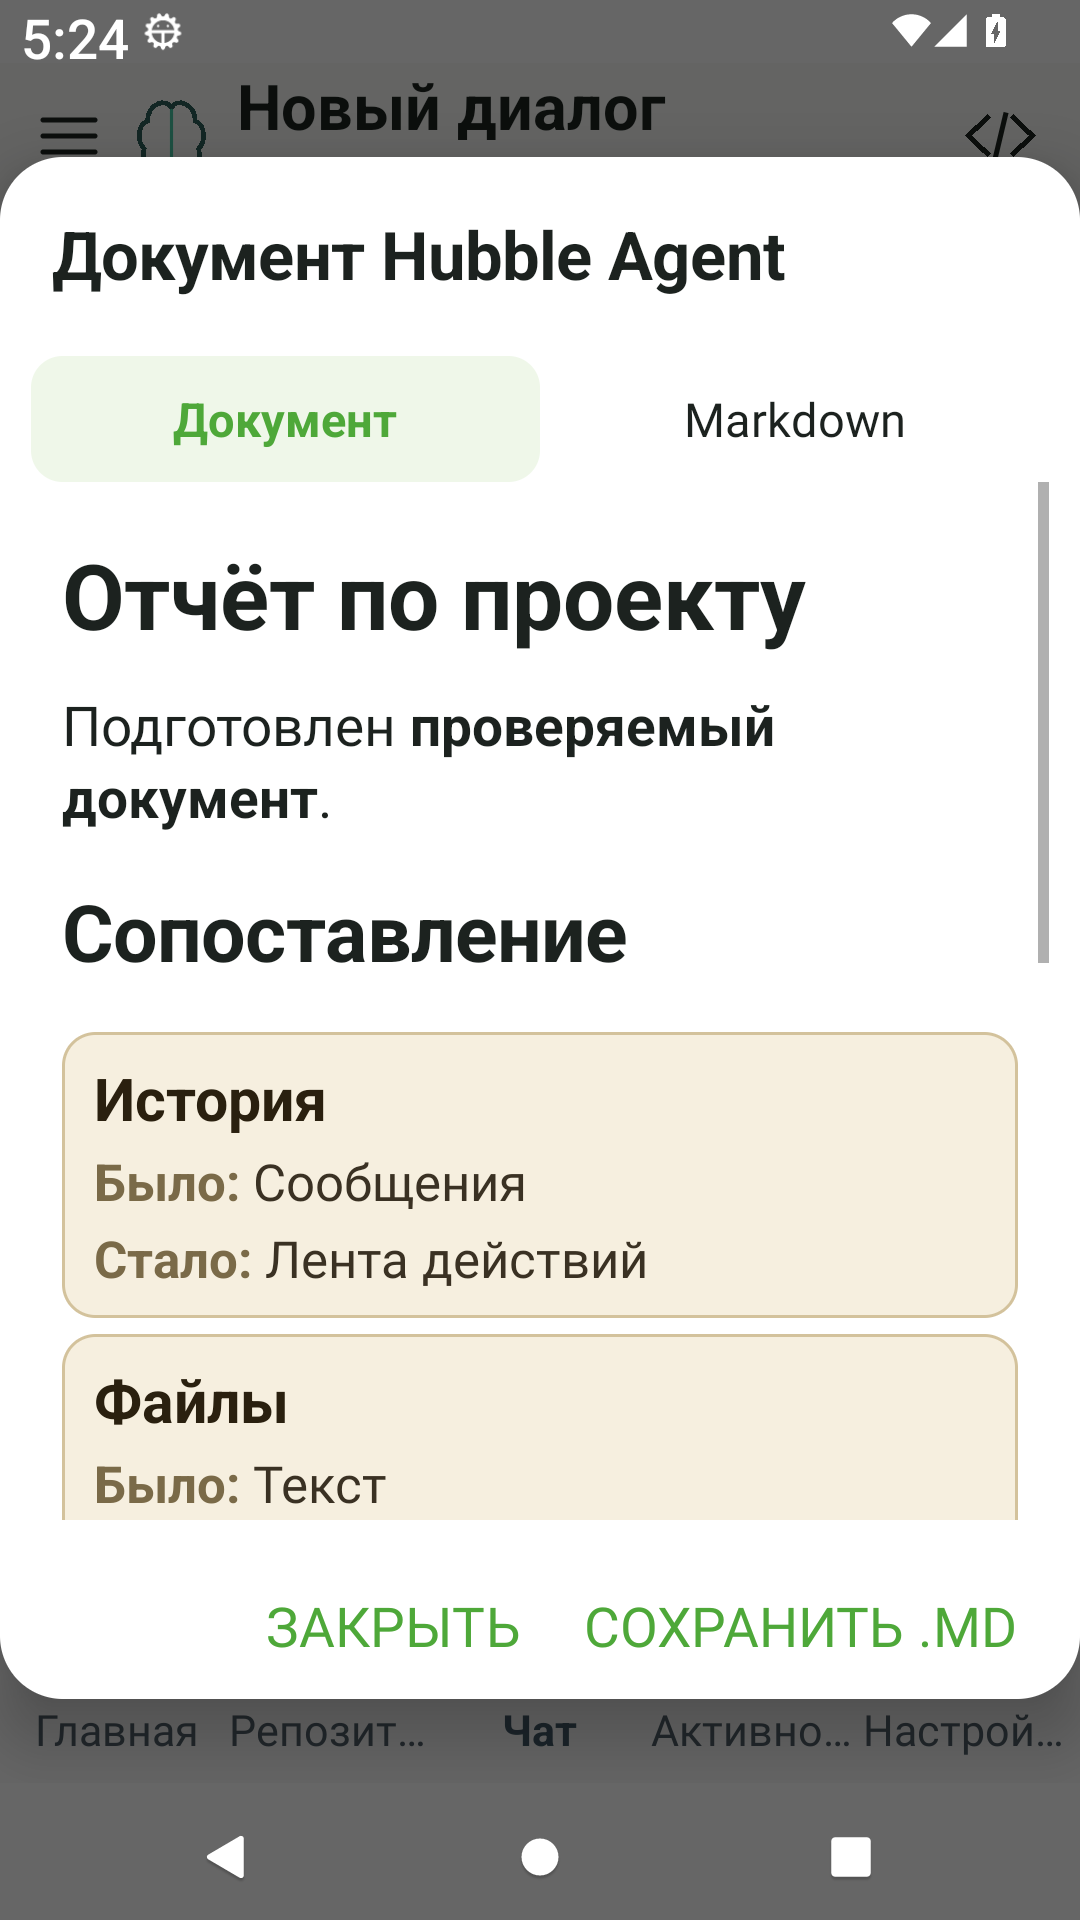 5:24
Новый диалог
Документ Hubble Agent
Документ
Markdown
Отчёт по проекту
Подготовлен проверяемый
документ.
Сопоставление
История
Было: Сообщения
Стало: Лента действий
Файлы
Было: Текст
ЗАКРЫТЬ
СОХРАНИТЬ .MD
Главная
Репозит…
Чат
Активно…
Настрой…